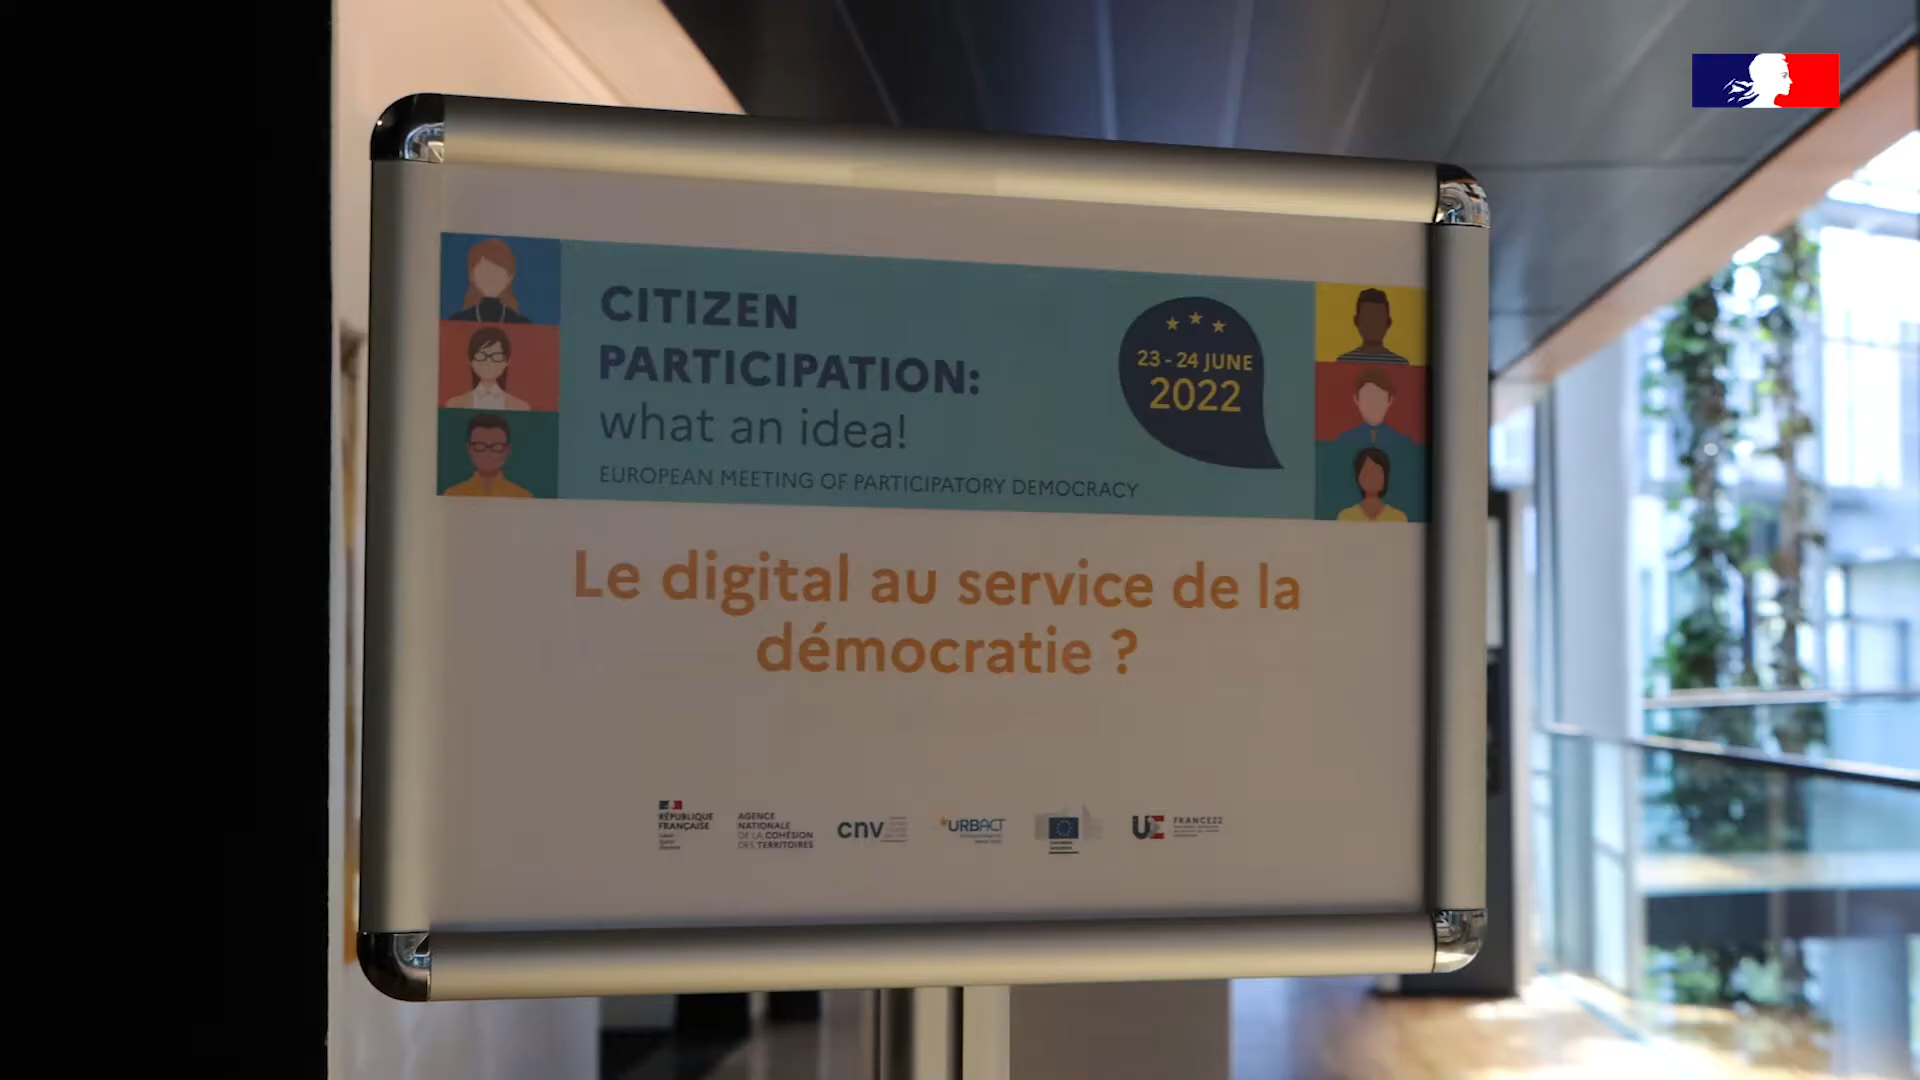 CITIZEN
PARTICIPATION:
what an idea!
EUROPEAN MEETING OF PARTICIPATORY DEMOCRACY
23 - 24 JUNE
2022
Le digital au service de la
démocratie ?
RÉPUBLIQUE
FRANÇAISE
AGENCE
NATIONALE
DE LA COHÉSION
DES TERRITOIRES
cnv
URBACT
UE
FRANCE22